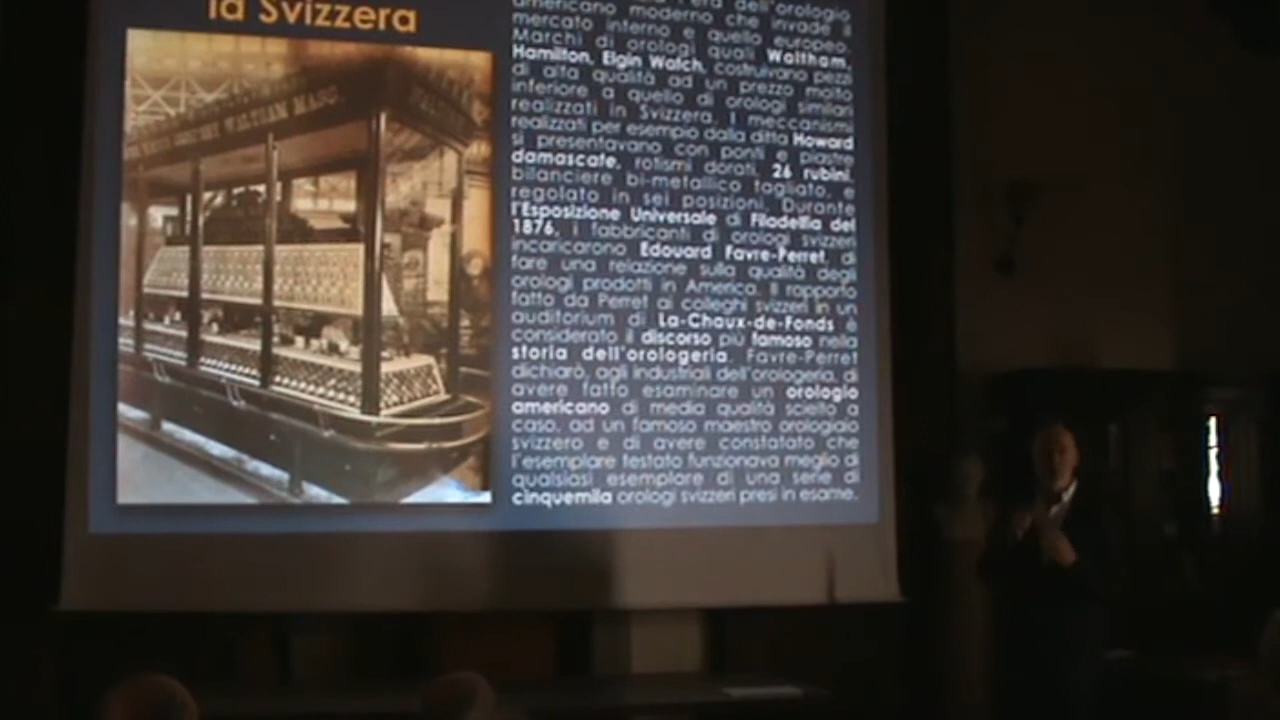 la Svizzera
l'era dell'orologio
americano moderno che invade il
mercato interno e quello europeo.
Marchi di orologi quali Waltham,
Hamilton, Elgin Watch, costruivano pezzi
di alta qualità ad un prezzo molto
inferiore a quello di orologi similari
realizzati in Svizzera. I meccanismi
realizzati per esempio dalla ditta Howard
si presentavano con ponti e piastre
damascate, rotismi dorati, 26 rubini,
bilanciere bi-metallico tagliato, e
regolato in sei posizioni. Durante
l'Esposizione Universale di Filadelfia del
1876, i fabbricanti di orologi svizzeri
incaricarono Edouard Favre-Perret, di
fare una relazione sulla qualità degli
orologi prodotti in America. Il rapporto
fatto da Perret ai colleghi svizzeri in un
auditorium di La-Chaux-de-Fonds è
considerato il discorso più famoso nella
storia dell'orologeria. Favre-Perret
dichiarò, agli industriali dell'orologeria, di
avere fatto esaminare un orologio
americano di media qualità scielto a
caso, ad un famoso maestro orologiaio
svizzero e di avere constatato che
l'esemplare testato funzionava meglio di
qualsiasi esemplare di una serie di
cinquemila orologi svizzeri presi in esame.
WALTHAM MASS.